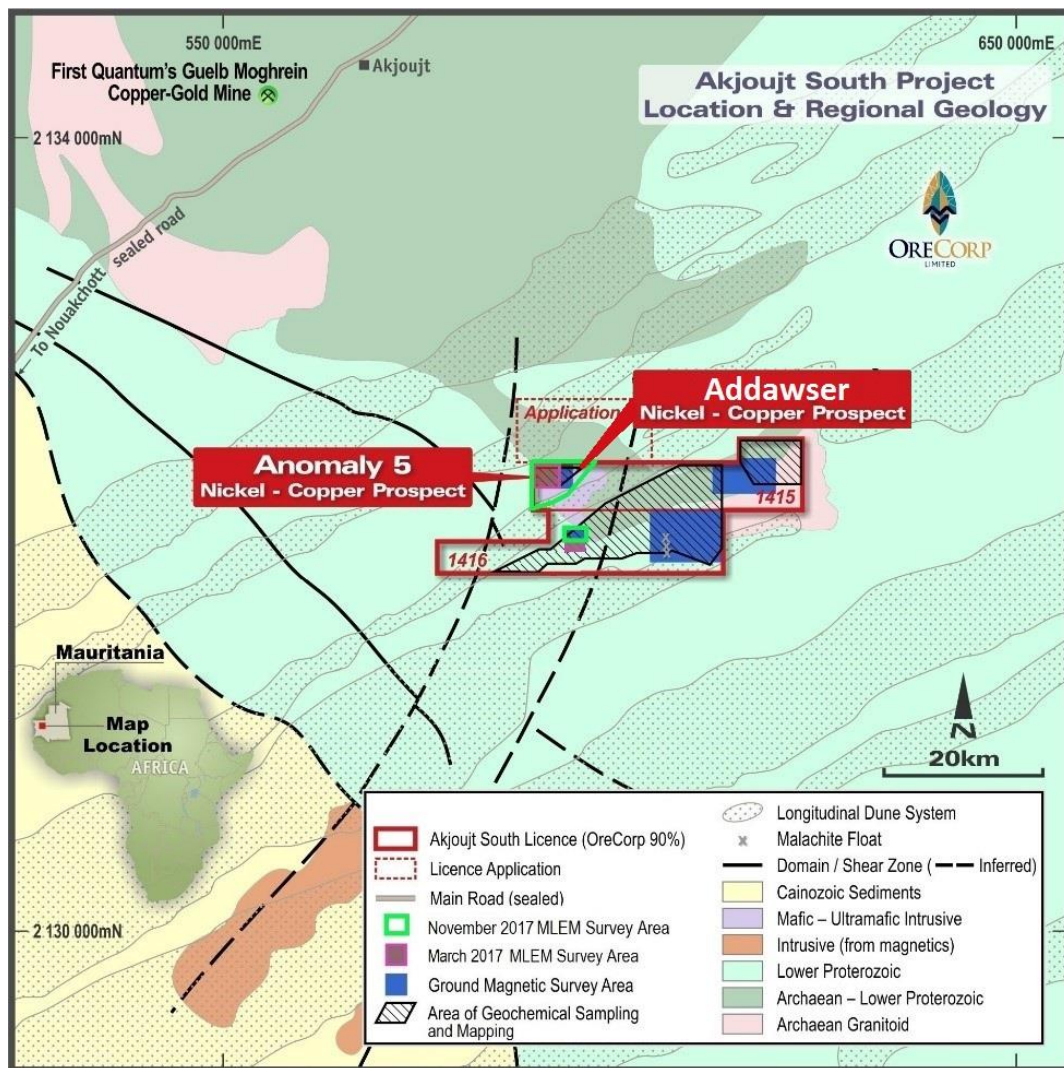 550 000mE
650 000mE
First Quantum's Guelb Moghrein
Copper-Gold Mine
Akjoujt
Akjoujt South Project
Location & Regional Geology
2 134 000mN
ORECORP
LIMITED
To Nouakchott sealed road
Application
Addawser
Nickel - Copper Prospect
Anomaly 5
Nickel - Copper Prospect
1415
1416
Mauritania
Map
Location
AFRICA
N
20km
2 130 000mN
Akjoujt South Licence (OreCorp 90%)
Licence Application
Main Road (sealed)
November 2017 MLEM Survey Area
March 2017 MLEM Survey Area
Ground Magnetic Survey Area
Area of Geochemical Sampling
and Mapping
Longitudinal Dune System
Malachite Float
Domain / Shear Zone ( Inferred)
Cainozoic Sediments
Mafic – Ultramafic Intrusive
Intrusive (from magnetics)
Lower Proterozoic
Archaean – Lower Proterozoic
Archaean Granitoid